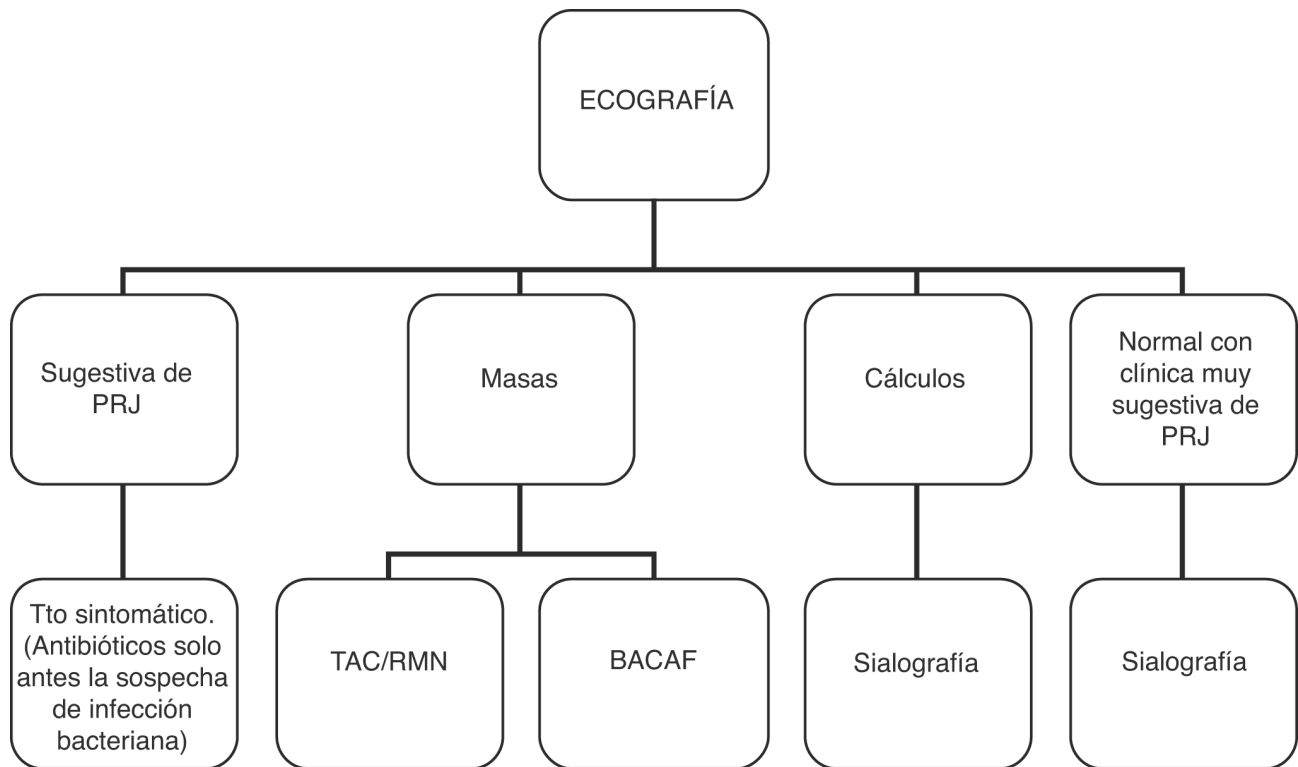 ECOGRAFÍA
Sugestiva de
PRJ
Masas
Cálculos
Normal con
clínica muy
sugestiva de
PRJ
Tto sintomático.
(Antibióticos solo
antes la sospecha
de infección
bacteriana)
TAC/RMN
BACAF
Sialografía
Sialografía